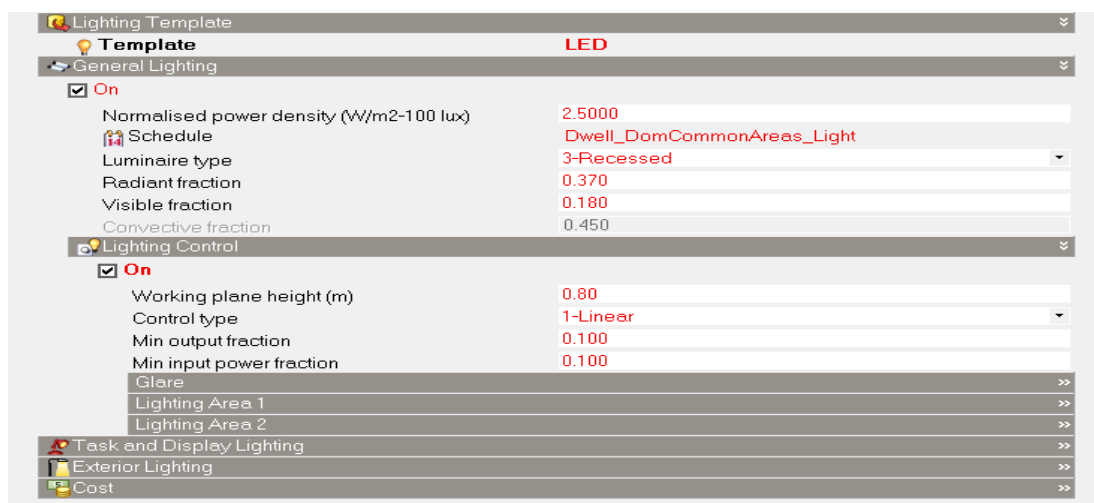 Lighting Template
Template LED
General Lighting
On
Normalised power density (W/m2-100 lux) 2.5000
14 Schedule Dwell_DomCommonAreas_Light
Luminaire type 3-Recessed
Radiant fraction 0.370
Visible fraction 0.180
Convective fraction 0.450
Lighting Control
On
Working plane height (m) 0.80
Control type 1-Linear
Min output fraction 0.100
Min input power fraction 0.100
Glare
Lighting Area 1
Lighting Area 2
Task and Display Lighting
Exterior Lighting
Cost